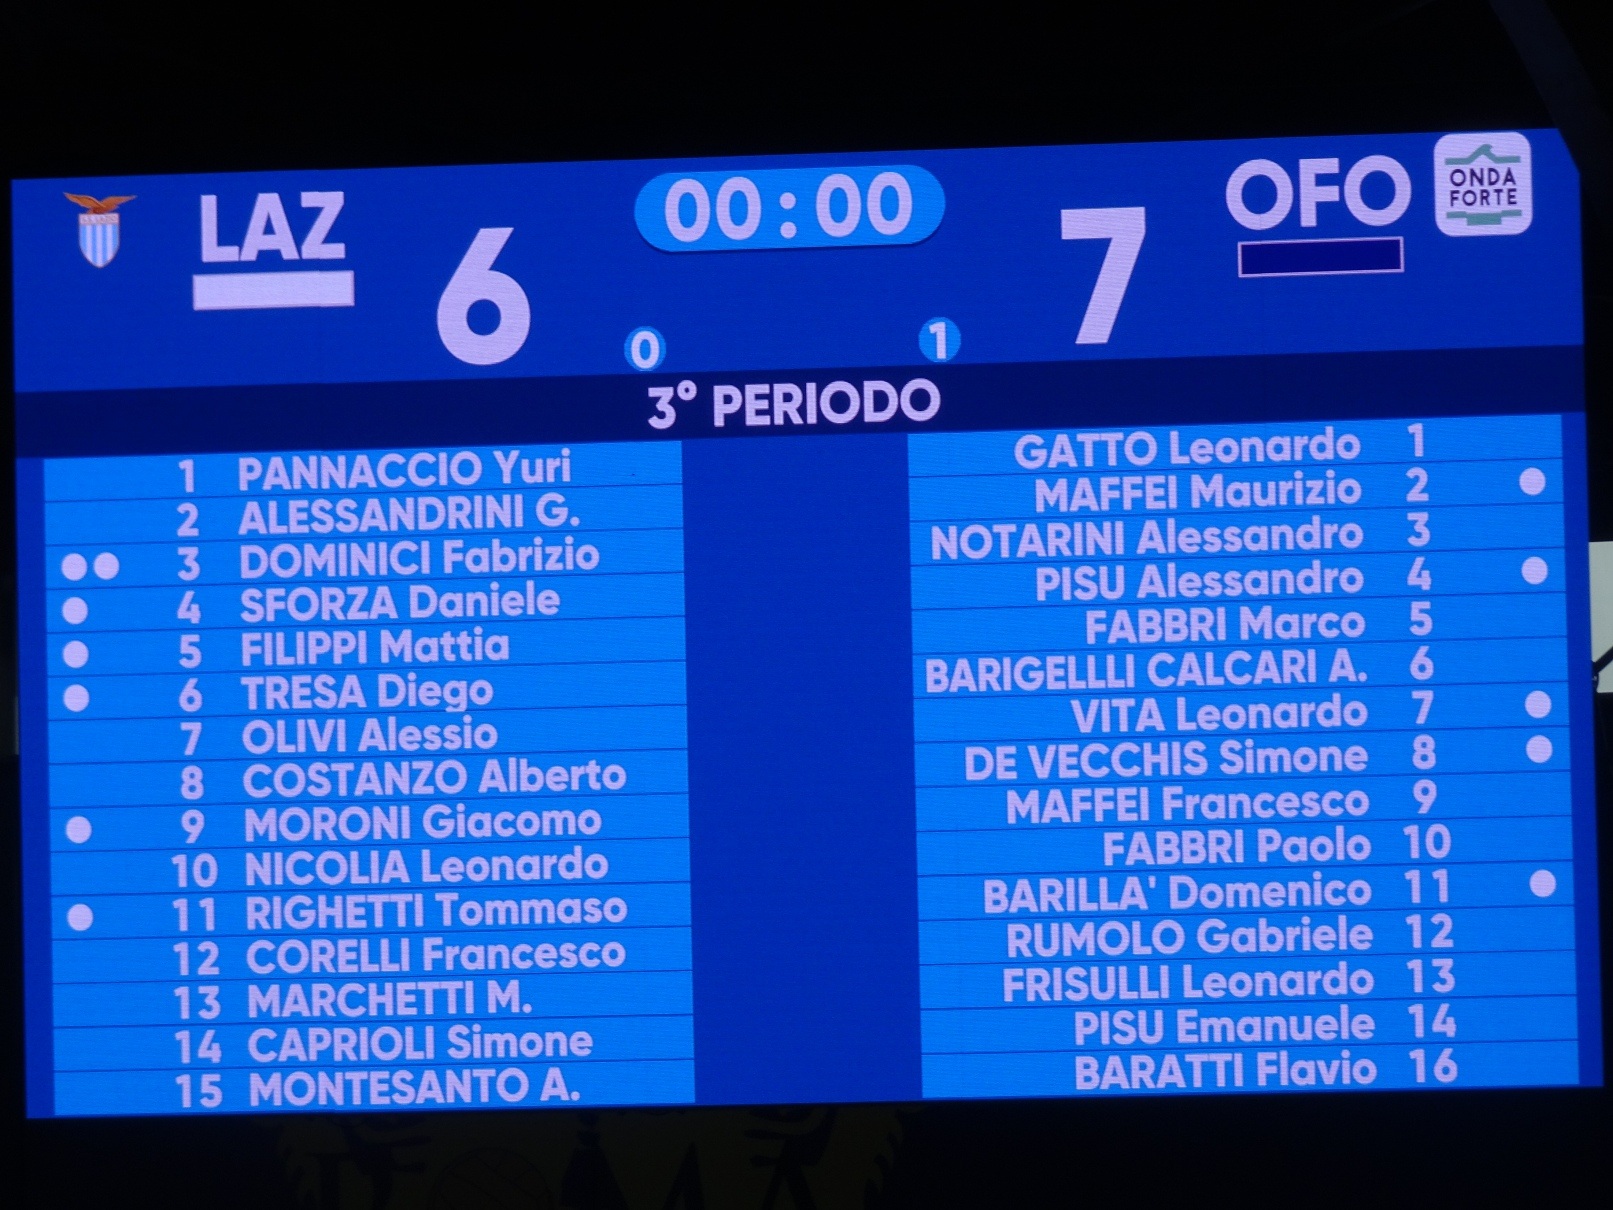 LAZ 6 00:00 7 OFO ONDA
FORTE
0 1
3° PERIODO
1 PANNACCIO Yuri
2 ALESSANDRINI G.
3 DOMINICI Fabrizio
4 SFORZA Daniele
5 FILIPPI Mattia
6 TRESA Diego
7 OLIVI Alessio
8 COSTANZO Alberto
9 MORONI Giacomo
10 NICOLIA Leonardo
11 RIGHETTI Tommaso
12 CORELLI Francesco
13 MARCHETTI M.
14 CAPRIOLI Simone
15 MONTESANTO A.
GATTO Leonardo 1
MAFFEI Maurizio 2
NOTARINI Alessandro 3
PISU Alessandro 4
FABBRI Marco 5
BARIGELLLI CALCARI A. 6
VITA Leonardo 7
DE VECCHIS Simone 8
MAFFEI Francesco 9
FABBRI Paolo 10
BARILLA' Domenico 11
RUMOLO Gabriele 12
FRISULLI Leonardo 13
PISU Emanuele 14
BARATTI Flavio 16